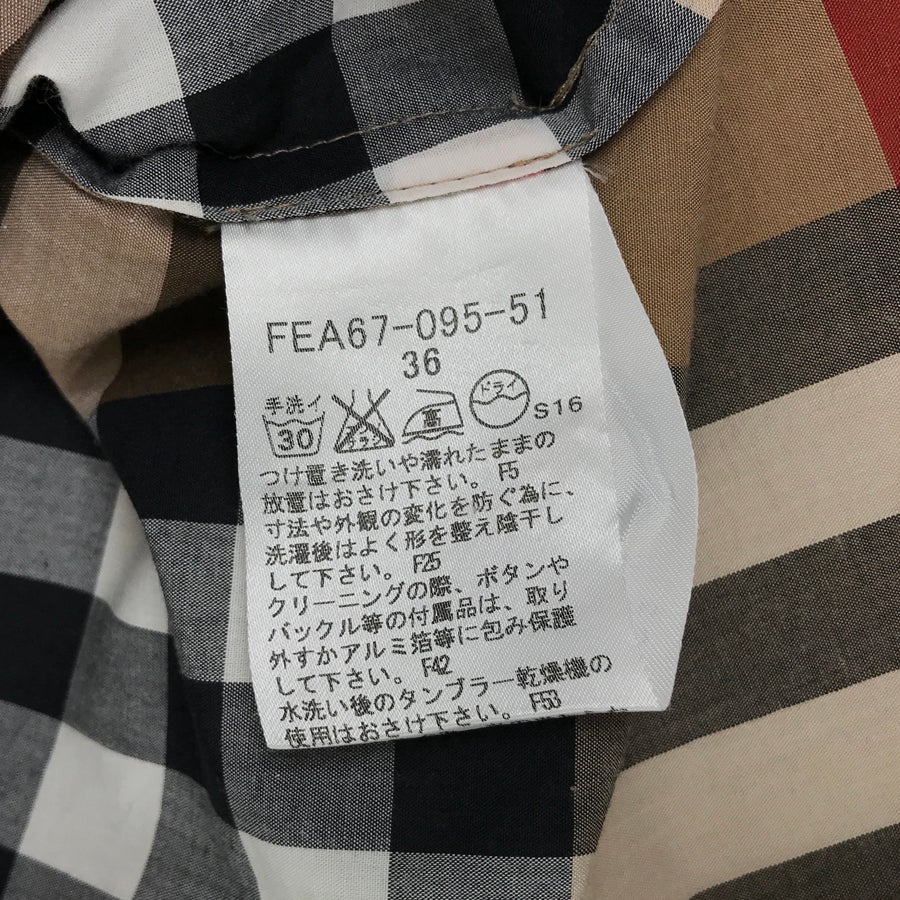 FEA67-095-51
36
手洗イ
30
エンソサラシ
高
ドライ
S16
つけ置き洗いや濡れたままの
放置はおさけ下さい。 F5
寸法や外観の変化を防ぐ為に、
洗濯後はよく形を整え陰干し
して下さい。 F25
クリーニングの際、ボタンや
バックル等の付属品は、取り
外すかアルミ箔等に包み保護
して下さい。 F42
水洗い後のタンブラー乾燥機の
使用はおさけ下さい。 F53